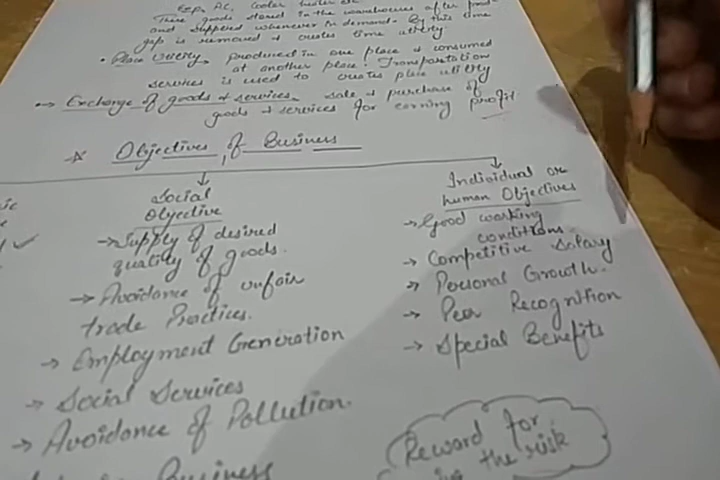 Exp. AC, Cooler, heater etc
These goods stored in the warehouses after prod-
and supplied whenever in demand. By this time
gap is removed & creates time utility.
• Place Utility - produced in one place & consumed
at another place. Transportation
services is used to creates place utility
→ Exchange of goods & services - sale & purchase of
goods & services for earning profit.
* Objectives of Business
Social
Objective
→ Supply of desired
quality of goods.
→ Avoidance of unfair
trade Practices.
→ Employment Generation
→ Social Services
→ Avoidance of Pollution.
Individual or
human Objectives
→ Good working
conditions.
→ Competitive Salary
→ Personal Growth.
→ Peer Recognition
→ Special Benefits
Business
Reward for
the risk